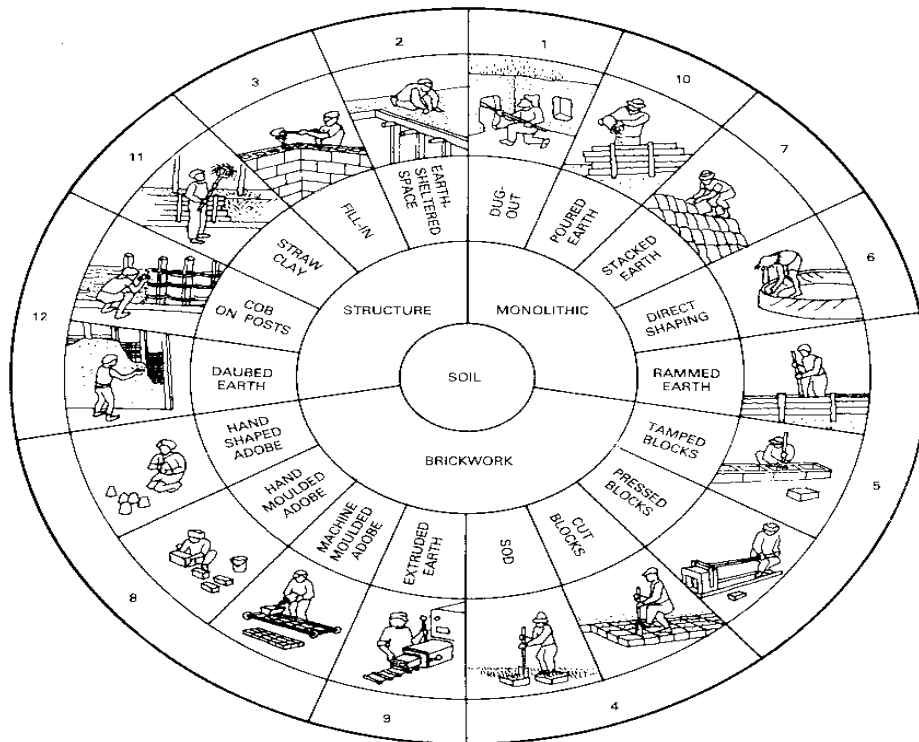 2
1
3
10
11
7
12
6
8
5
9
4
EARTH-
SHELTERED
SPACE
DUG-
OUT
FILL-IN
POURED
EARTH
STRAW
CLAY
STACKED
EARTH
COB
ON POSTS
DIRECT
SHAPING
DAUBED
EARTH
RAMMED
EARTH
HAND
SHAPED
ADOBE
TAMPED
BLOCKS
HAND
MOULDED
ADOBE
PRESSED
BLOCKS
MACHINE
MOULDED
ADOBE
CUT
BLOCKS
EXTRUDED
EARTH
SOD
STRUCTURE
MONOLITHIC
SOIL
BRICKWORK